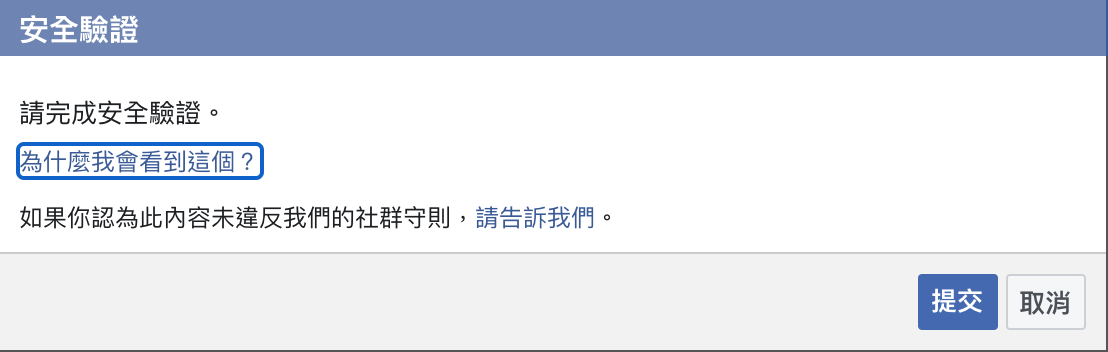 安全驗證
請完成安全驗證。
為什麼我會看到這個？
如果你認為此內容未違反我們的社群守則，請告訴我們。
提交 取消